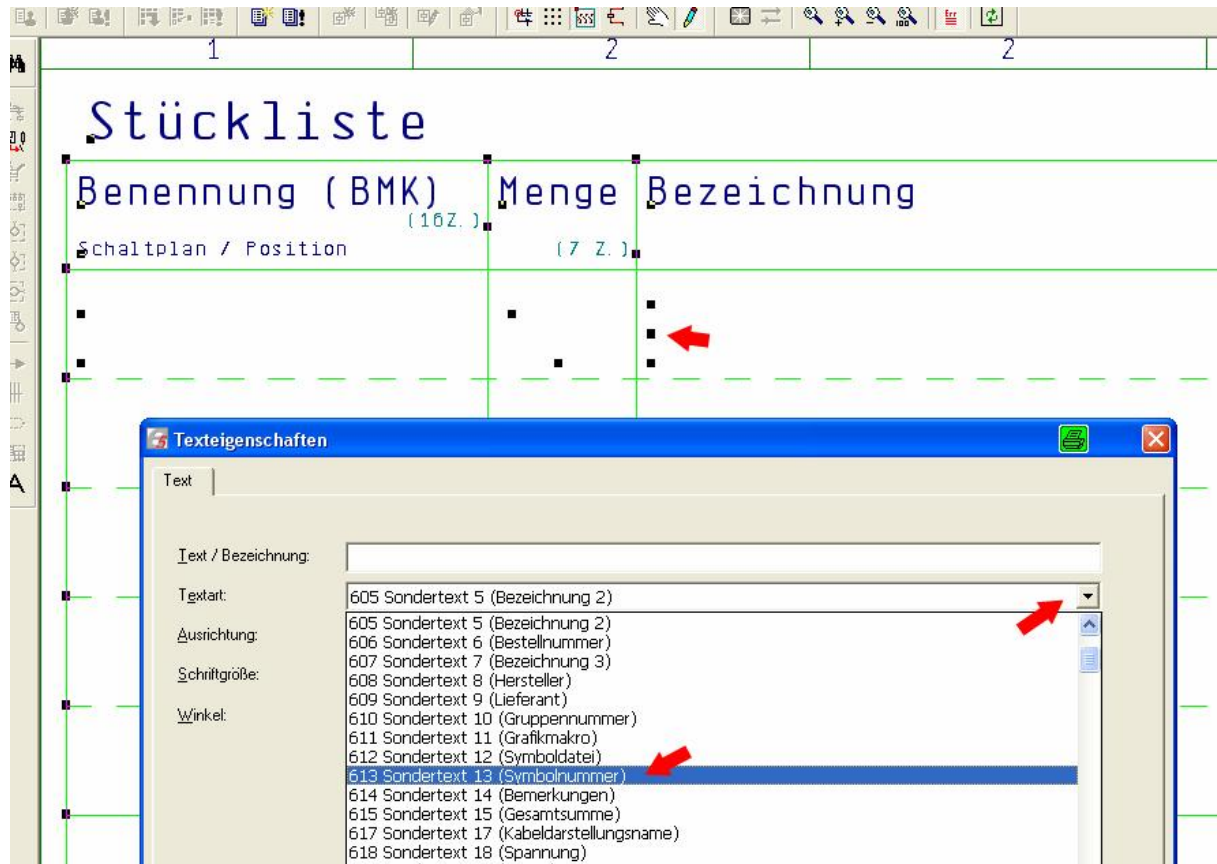 1 2 2
Stückliste
Benennung (BMK) Menge Bezeichnung
(16Z.)
Schaltplan / Position (7 Z.)
Texteigenschaften
Text
Text / Bezeichnung:
Textart: 605 Sondertext 5 (Bezeichnung 2)
605 Sondertext 5 (Bezeichnung 2)
Ausrichtung:
606 Sondertext 6 (Bestellnummer)
607 Sondertext 7 (Bezeichnung 3)
Schriftgröße:
608 Sondertext 8 (Hersteller)
609 Sondertext 9 (Lieferant)
Winkel:
610 Sondertext 10 (Gruppennummer)
611 Sondertext 11 (Grafikmakro)
612 Sondertext 12 (Symboldatei)
613 Sondertext 13 (Symbolnummer)
614 Sondertext 14 (Bemerkungen)
615 Sondertext 15 (Gesamtsumme)
617 Sondertext 17 (Kabeldarstellungsname)
618 Sondertext 18 (Spannung)